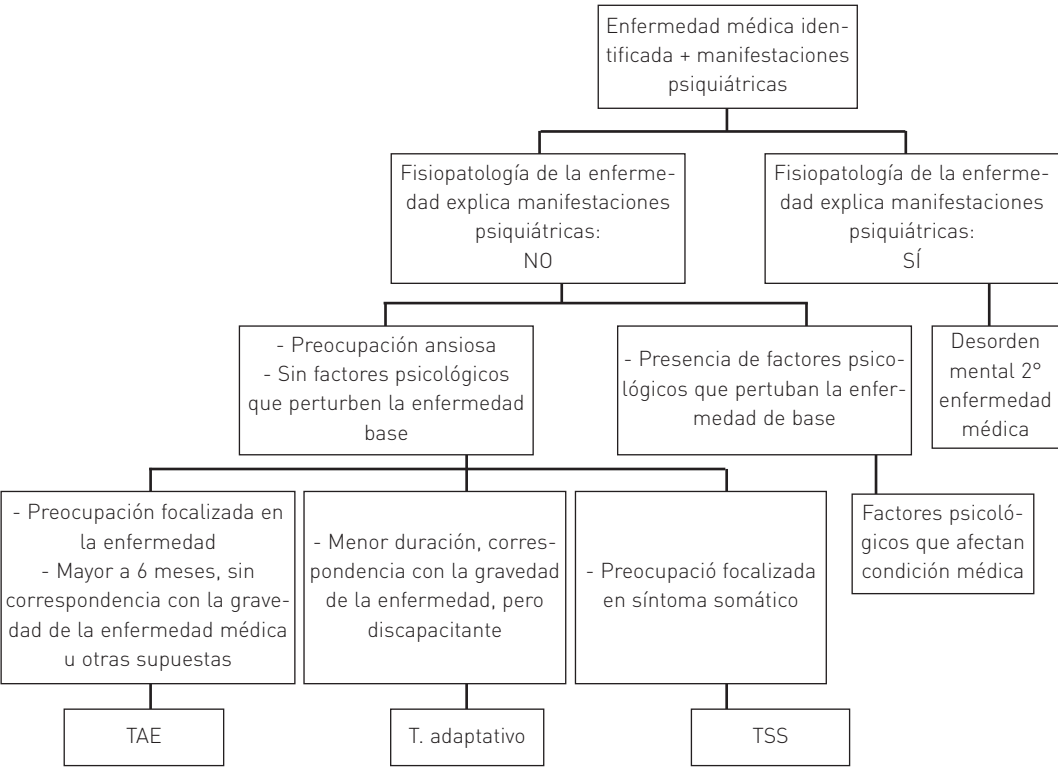 Enfermedad médica iden-
tificada + manifestaciones
psiquiátricas
Fisiopatología de la enferme-
dad explica manifestaciones
psiquiátricas:
NO
Fisiopatología de la enferme-
dad explica manifestaciones
psiquiátricas:
SÍ
- Preocupación ansiosa
- Sin factores psicológicos
que perturben la enfermedad
base
- Presencia de factores psico-
lógicos que pertuban la enfer-
medad de base
Desorden
mental 2°
enfermedad
médica
- Preocupación focalizada en
la enfermedad
- Mayor a 6 meses, sin
correspondencia con la grave-
dad de la enfermedad médica
u otras supuestas
- Menor duración, corres-
pondencia con la gravedad
de la enfermedad, pero
discapacitante
- Preocupació focalizada
en síntoma somático
Factores psicoló-
gicos que afectan
condición médica
TAE
T. adaptativo
TSS